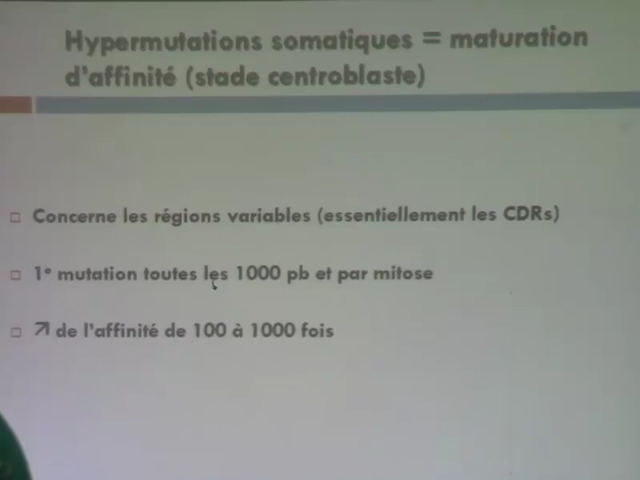 Hypermutations somatiques = maturation
d'affinité (stade centroblaste)
Concerne les régions variables (essentiellement les CDRs)
1° mutation toutes les 1000 pb et par mitose
↗ de l'affinité de 100 à 1000 fois